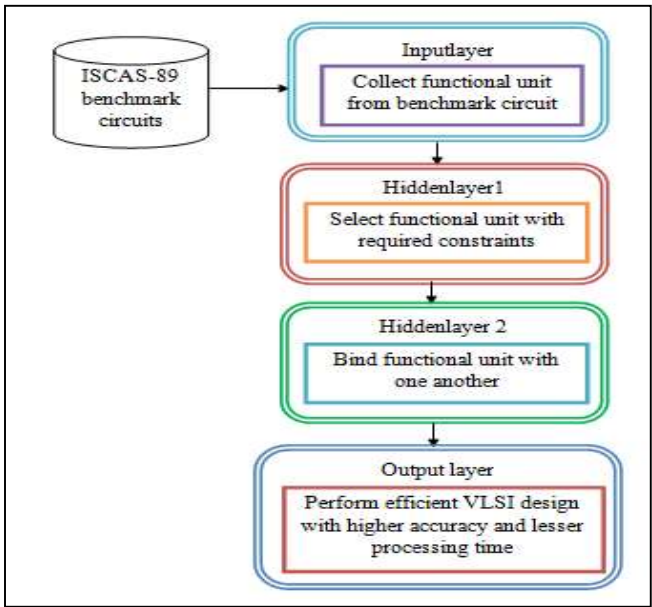 ISCAS-89
benchmark
circuits
Inputlayer
Collect functional unit
from benchmark circuit
Hiddenlayer1
Select functional unit with
required constraints
Hiddenlayer 2
Bind functional unit with
one another
Output layer
Perform efficient VLSI design
with higher accuracy and lesser
processing time